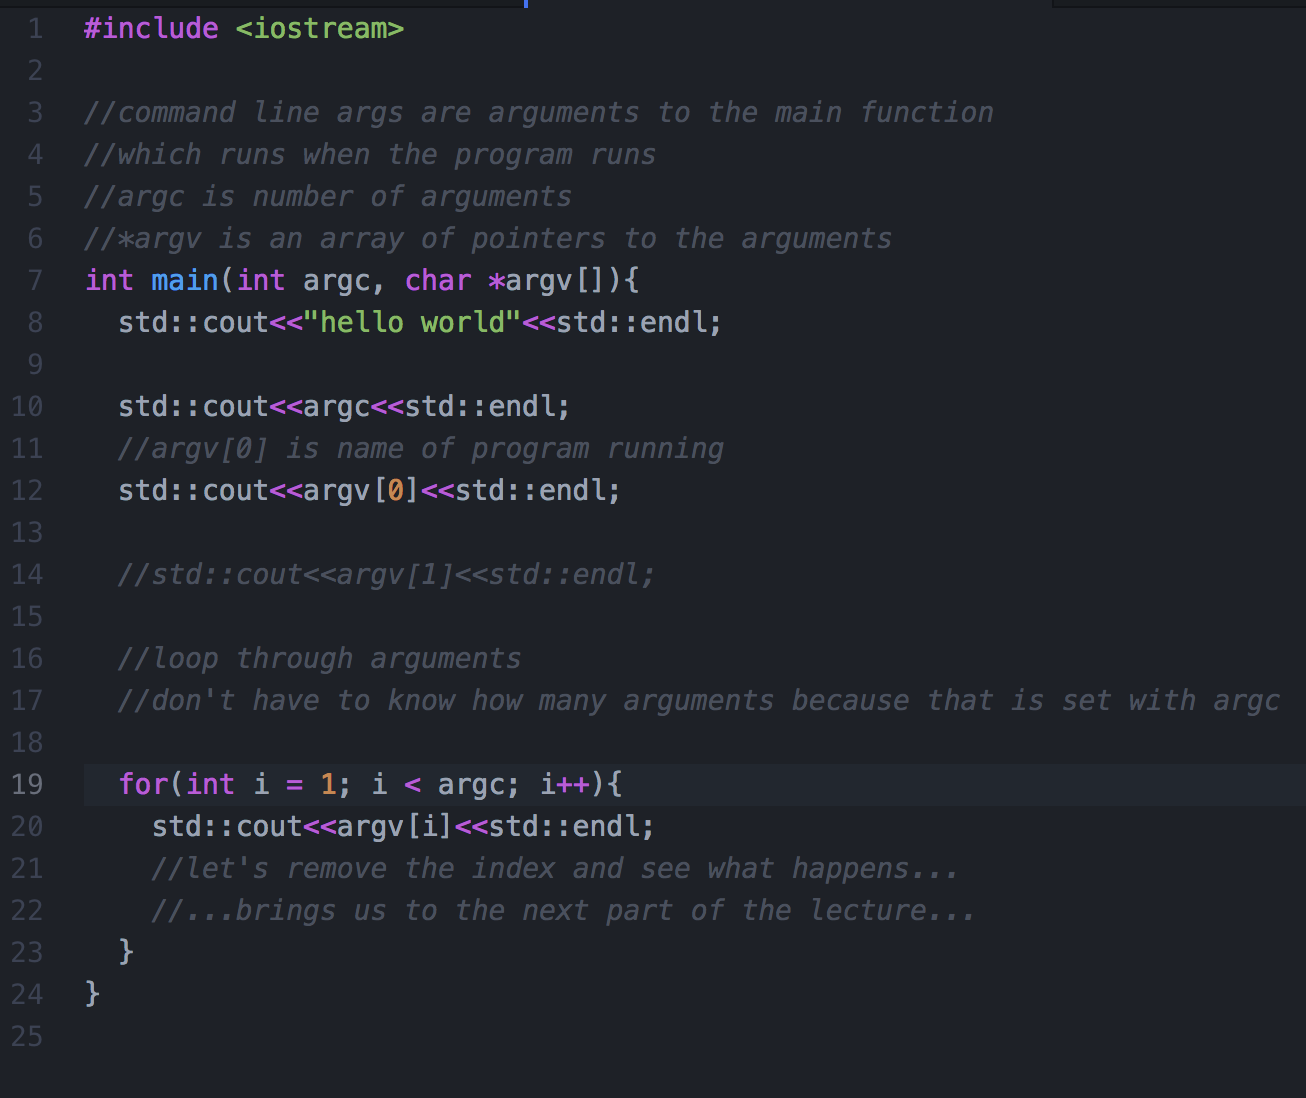 1 #include <iostream>
2
3 //command line args are arguments to the main function
4 //which runs when the program runs
5 //argc is number of arguments
6 //*argv is an array of pointers to the arguments
7 int main(int argc, char *argv[]){
8   std::cout<<"hello world"<<std::endl;
9
10   std::cout<<argc<<std::endl;
11   //argv[0] is name of program running
12   std::cout<<argv[0]<<std::endl;
13
14   //std::cout<<argv[1]<<std::endl;
15
16   //loop through arguments
17   //don't have to know how many arguments because that is set with argc
18
19   for(int i = 1; i < argc; i++){
20     std::cout<<argv[i]<<std::endl;
21     //let's remove the index and see what happens...
22     //...brings us to the next part of the lecture...
23   }
24 }
25